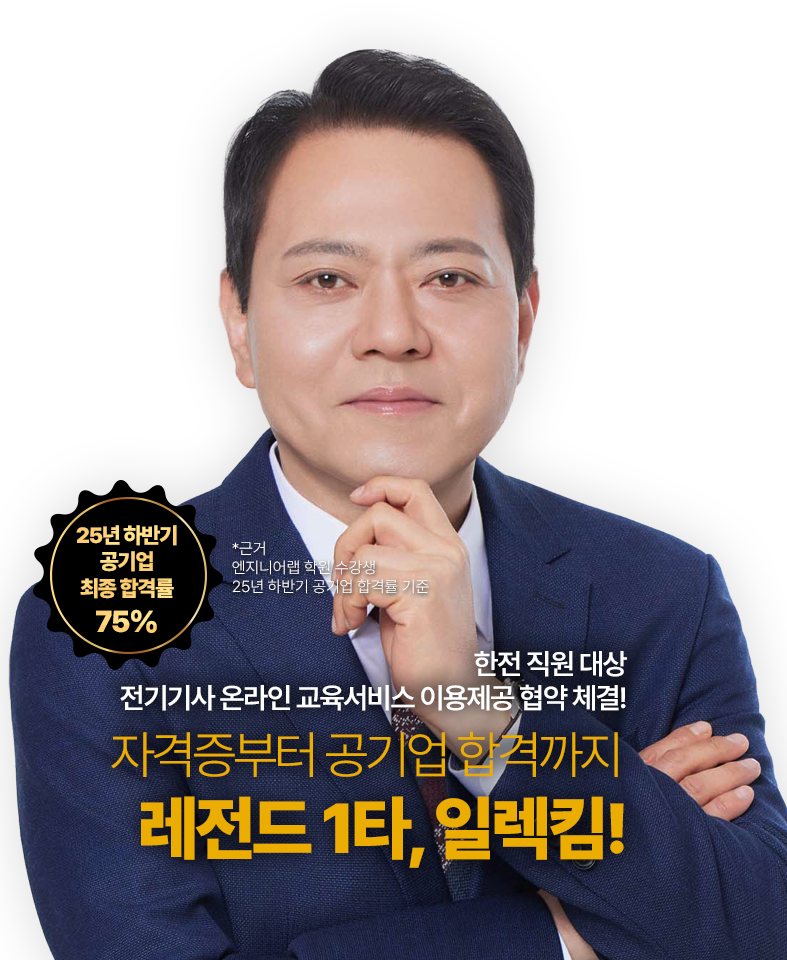 25년 하반기
공기업
최종 합격률
75%
*근거
엔지니어랩 학원 수강생
25년 하반기 공기업 합격률 기준
한전 직원 대상
전기기사 온라인 교육서비스 이용제공 협약 체결!
자격증부터 공기업 합격까지
레전드 1타, 일렉킴!